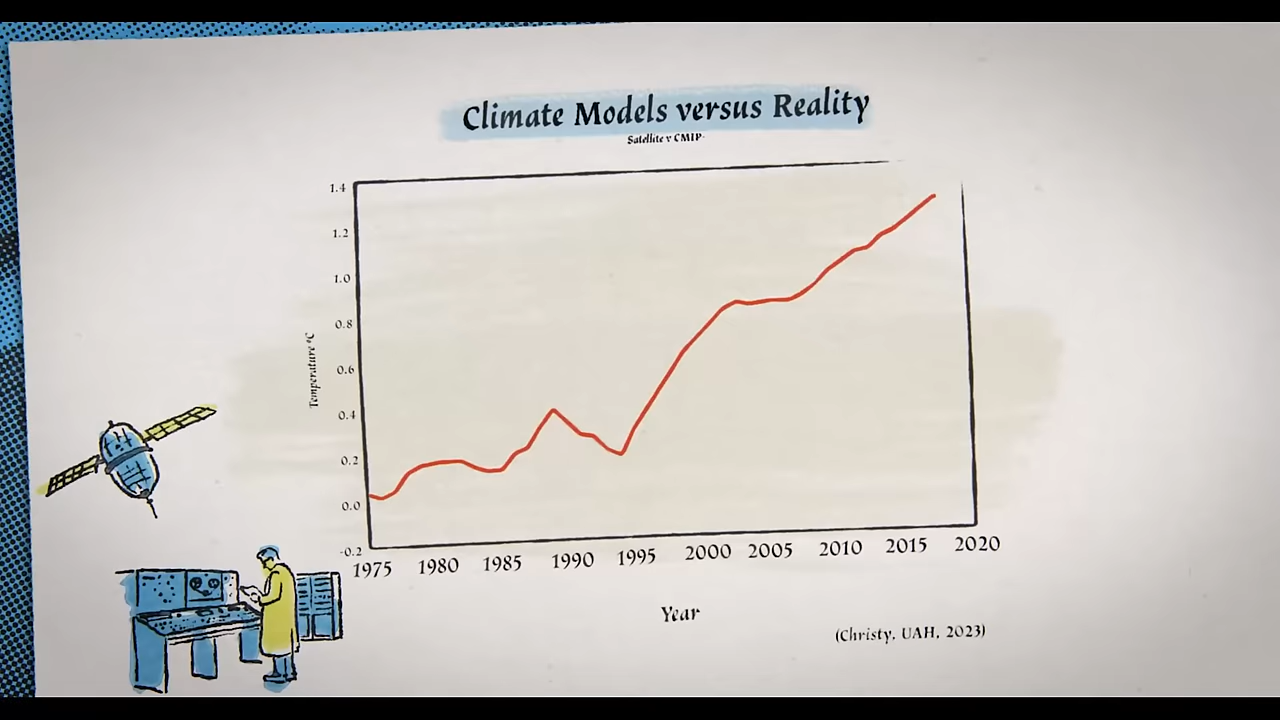 Climate Models versus Reality
Satellite v CMIP
1.4
1.2
1.0
0.8
0.6
0.4
0.2
0.0
-0.2
Temperature °C
1975 1980 1985 1990 1995 2000 2005 2010 2015 2020
Year
(Christy, UAH, 2023)